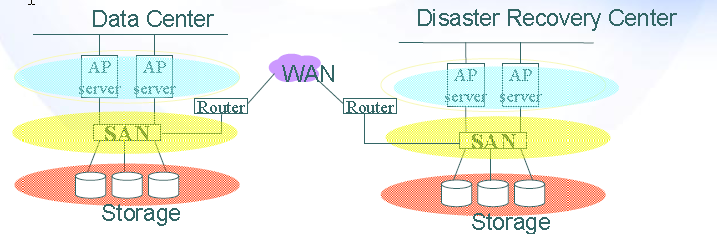 Data Center
AP server
AP server
Router
SAN
Storage
WAN
Disaster Recovery Center
AP server
AP server
Router
SAN
Storage